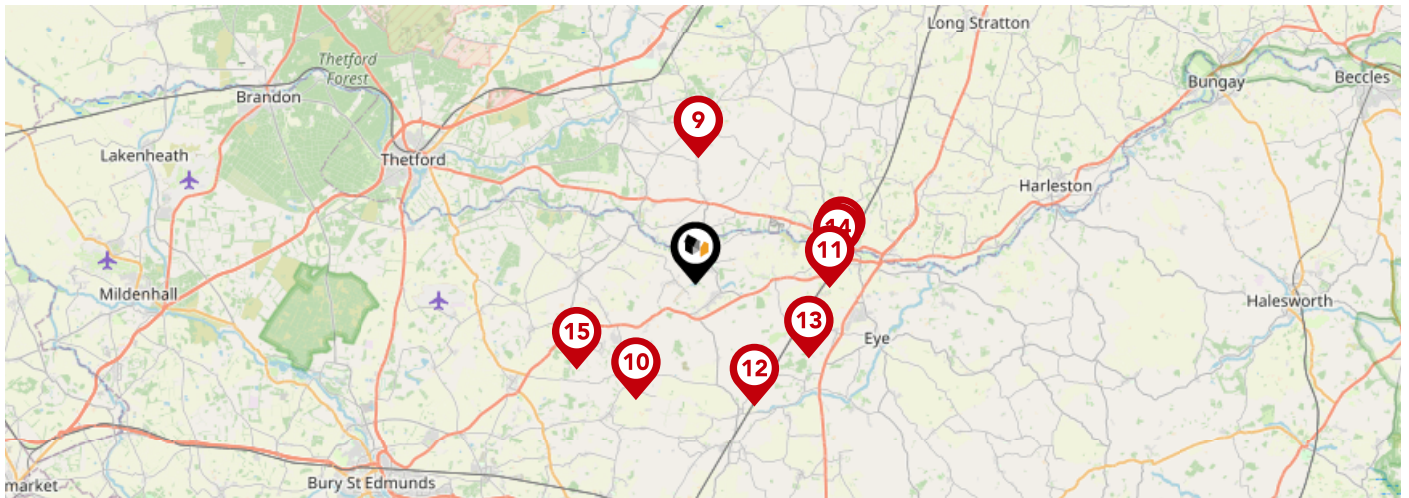 Long Stratton
Thetford
Forest
Bungay
Beccles
Brandon
9
Lakenheath
Thetford
Harleston
14
11
Mildenhall
Halesworth
13
15
Eye
10
12
Bury St Edmunds
market